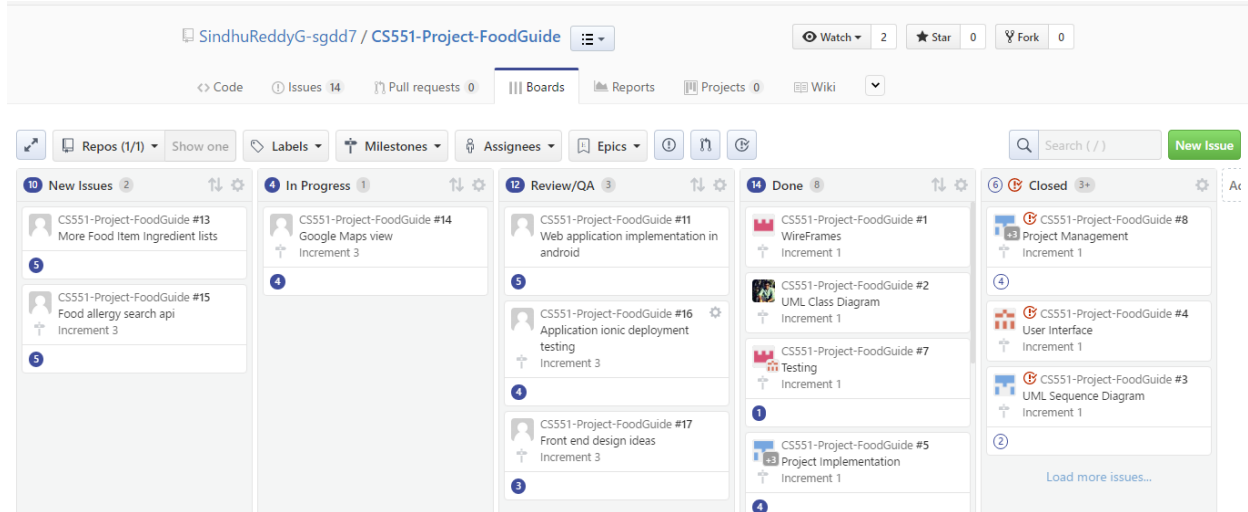 SindhuReddyG-sgdd7 / CS551-Project-FoodGuide
Watch 2 Star 0 Fork 0
Code Issues 14 Pull requests 0 Boards Reports Projects 0 Wiki
Repos (1/1) Show one Labels Milestones Assignees Epics Search ( / ) New Issue
10 New Issues 2
CS551-Project-FoodGuide #13
More Food Item Ingredient lists
5
CS551-Project-FoodGuide #15
Food allergy search api
Increment 3
5
4 In Progress 1
CS551-Project-FoodGuide #14
Google Maps view
Increment 3
4
12 Review/QA 3
CS551-Project-FoodGuide #11
Web application implementation in
android
5
CS551-Project-FoodGuide #16
Application ionic deployment
testing
Increment 3
4
CS551-Project-FoodGuide #17
Front end design ideas
Increment 3
3
14 Done 8
CS551-Project-FoodGuide #1
WireFrames
Increment 1
CS551-Project-FoodGuide #2
UML Class Diagram
Increment 1
CS551-Project-FoodGuide #7
Testing
Increment 1
1
CS551-Project-FoodGuide #5
+3 Project Implementation
Increment 1
4
6 Closed 3+
CS551-Project-FoodGuide #8
+3 Project Management
Increment 1
4
CS551-Project-FoodGuide #4
User Interface
Increment 1
CS551-Project-FoodGuide #3
UML Sequence Diagram
Increment 1
2
Load more issues...